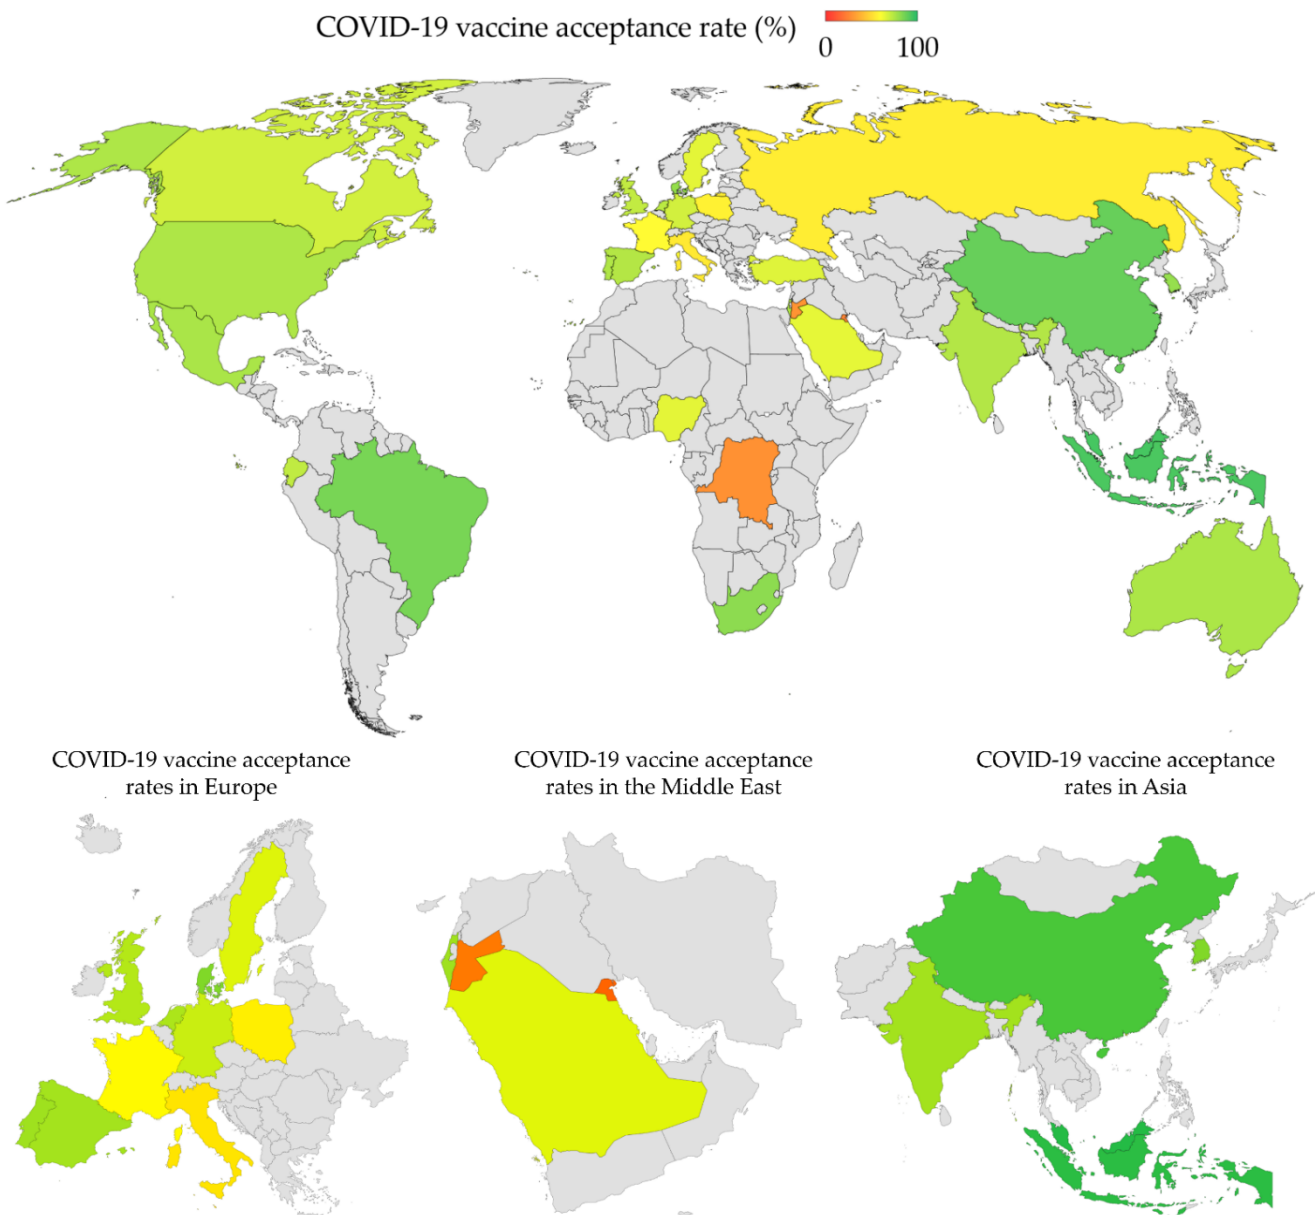 COVID-19 vaccine acceptance rate (%)
0 100
COVID-19 vaccine acceptance
rates in Europe
COVID-19 vaccine acceptance
rates in the Middle East
COVID-19 vaccine acceptance
rates in Asia